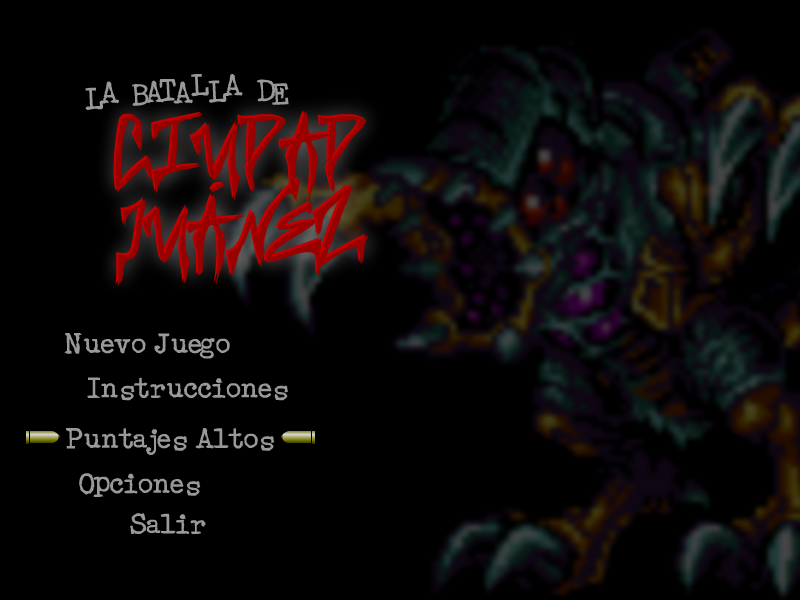 LA BATALLA DE
CIUDAD
JUÁREZ
Nuevo Juego
Instrucciones
Puntajes Altos
Opciones
Salir